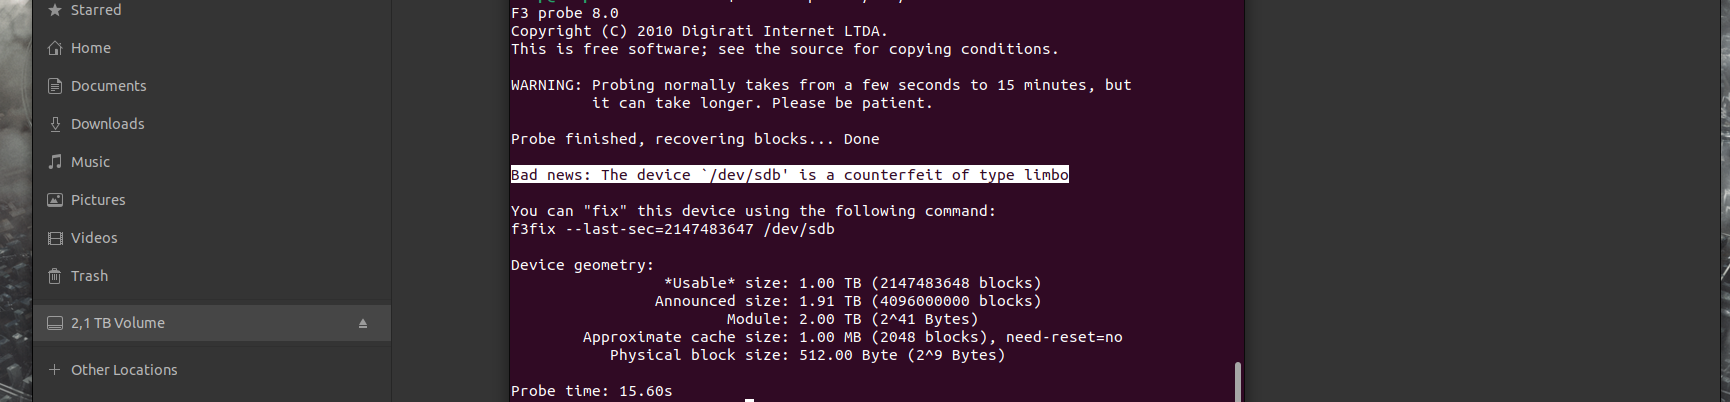 Starred
Home
Documents
Downloads
Music
Pictures
Videos
Trash
2,1 TB Volume
Other Locations
F3 probe 8.0
Copyright (C) 2010 Digirati Internet LTDA.
This is free software; see the source for copying conditions.
WARNING: Probing normally takes from a few seconds to 15 minutes, but
it can take longer. Please be patient.
Probe finished, recovering blocks... Done
Bad news: The device `/dev/sdb' is a counterfeit of type limbo
You can "fix" this device using the following command:
f3fix --last-sec=2147483647 /dev/sdb
Device geometry:
*Usable* size: 1.00 TB (2147483648 blocks)
Announced size: 1.91 TB (4096000000 blocks)
Module: 2.00 TB (2^41 Bytes)
Approximate cache size: 1.00 MB (2048 blocks), need-reset=no
Physical block size: 512.00 Byte (2^9 Bytes)
Probe time: 15.60s